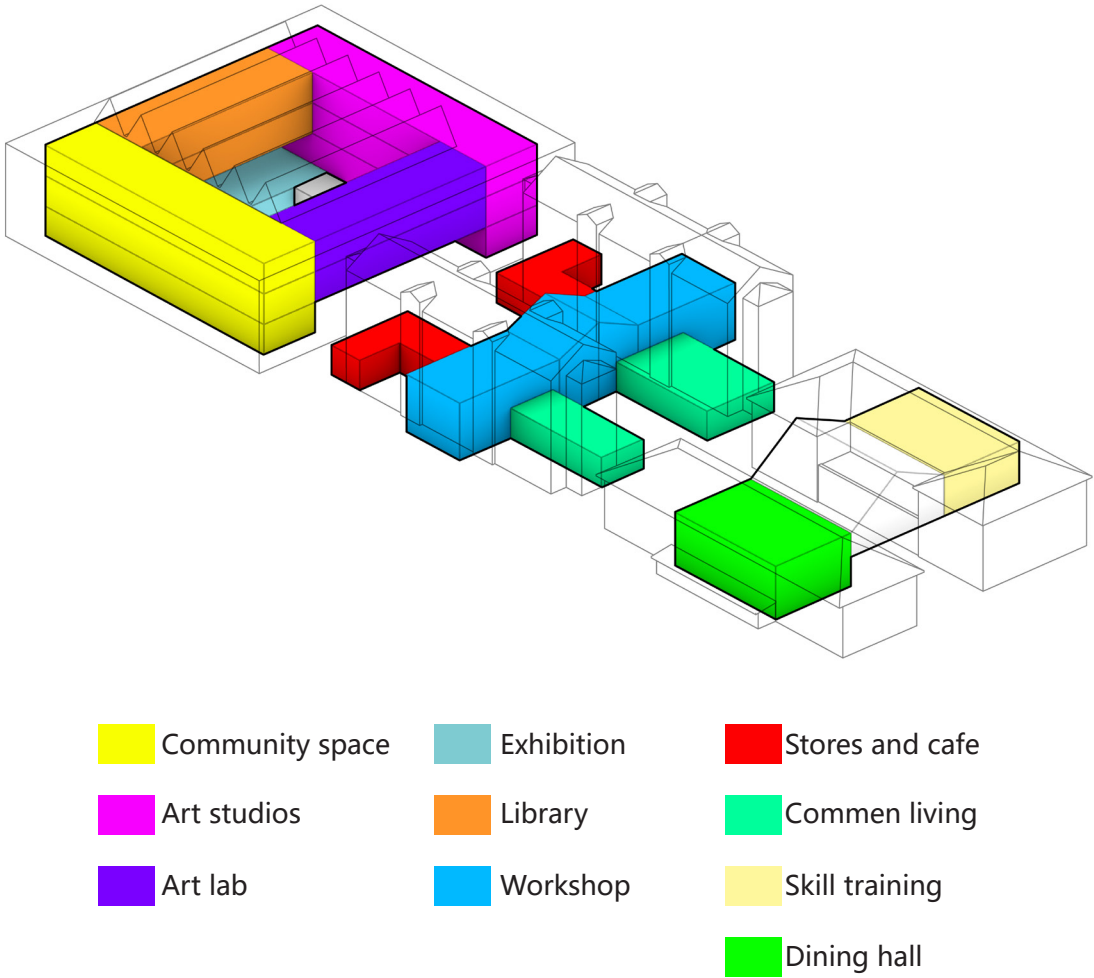 Community space
Exhibition
Stores and cafe
Art studios
Library
Commen living
Art lab
Workshop
Skill training
Dining hall